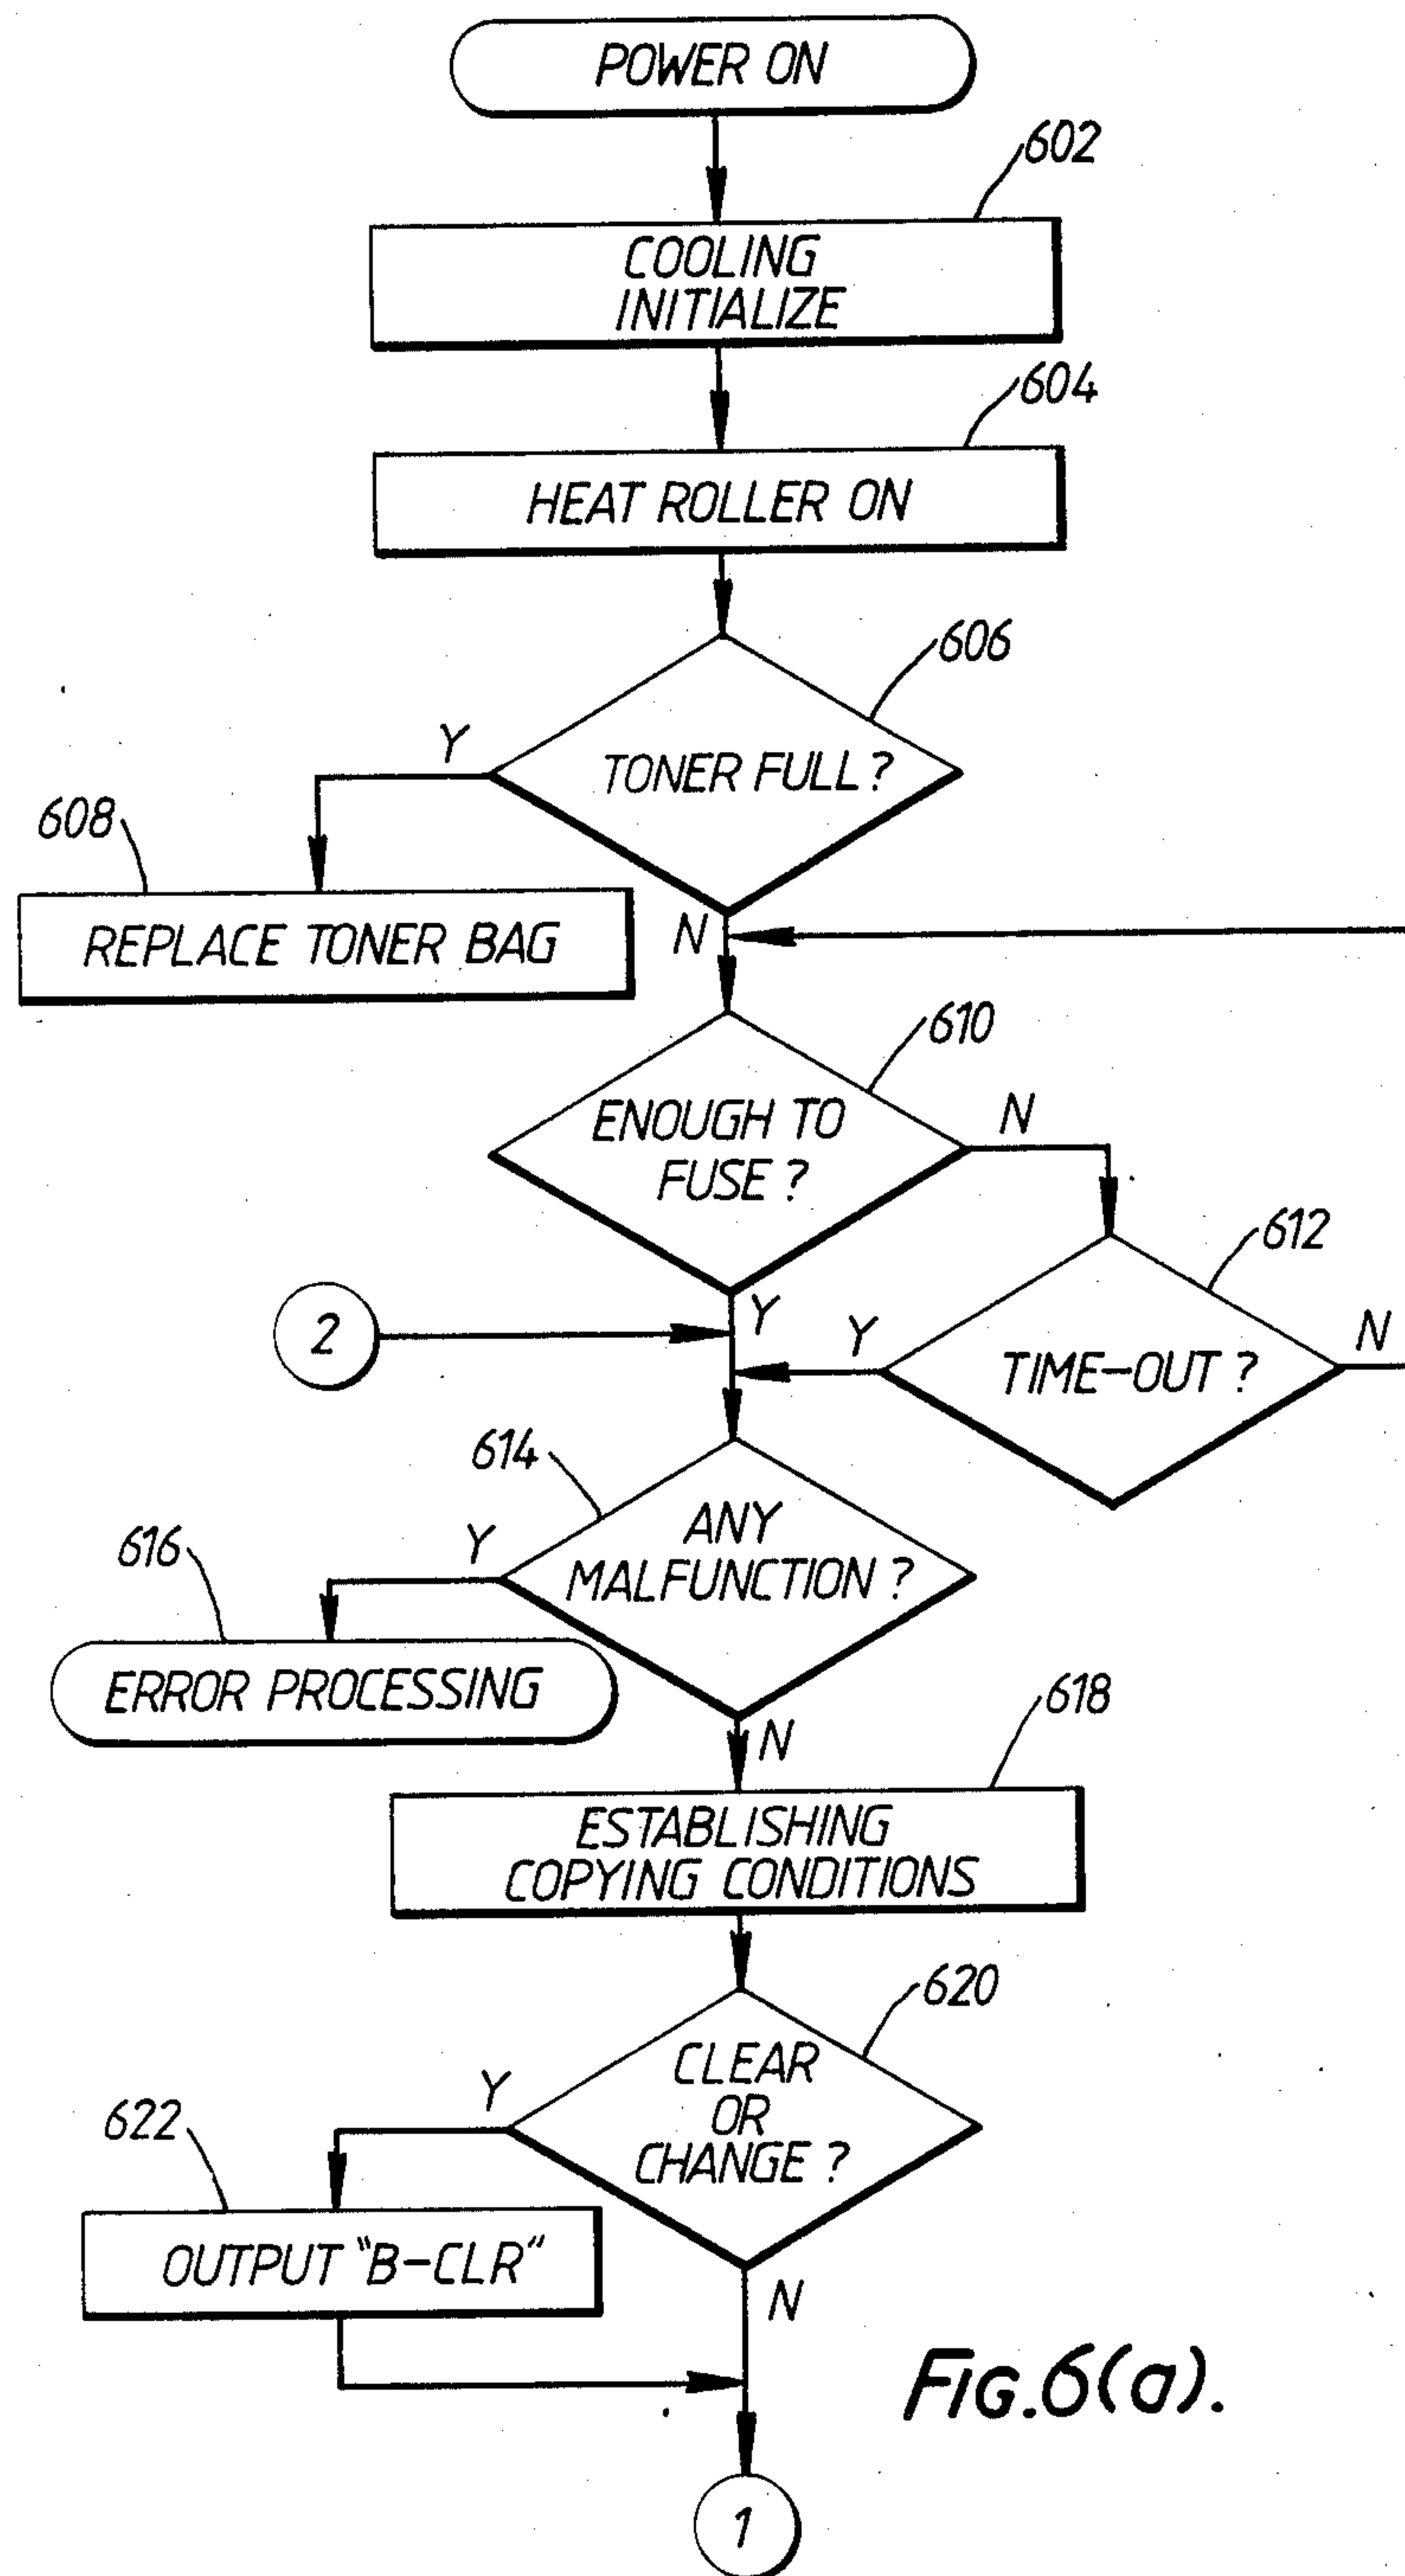 POWER ON
602
COOLING
INITIALIZE
604
HEAT ROLLER ON
606
Y
TONER FULL ?
608
REPLACE TONER BAG
N
610
ENOUGH TO
FUSE ?
N
612
2
Y
Y
TIME-OUT ?
N
614
ANY
MALFUNCTION ?
Y
616
ERROR PROCESSING
N
618
ESTABLISHING
COPYING CONDITIONS
620
CLEAR
OR
CHANGE ?
Y
622
OUTPUT "B-CLR"
N
FIG.6(a).
1